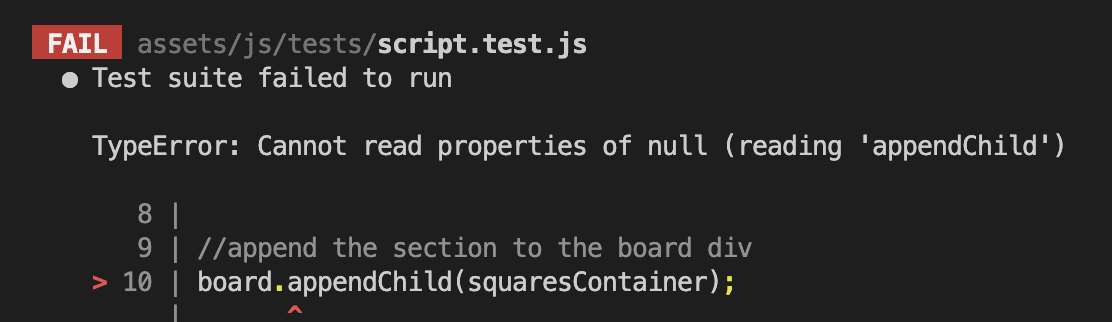 FAIL assets/js/tests/script.test.js
● Test suite failed to run
TypeError: Cannot read properties of null (reading 'appendChild')
8 |
9 | //append the section to the board div
> 10 | board.appendChild(squaresContainer);
| ^